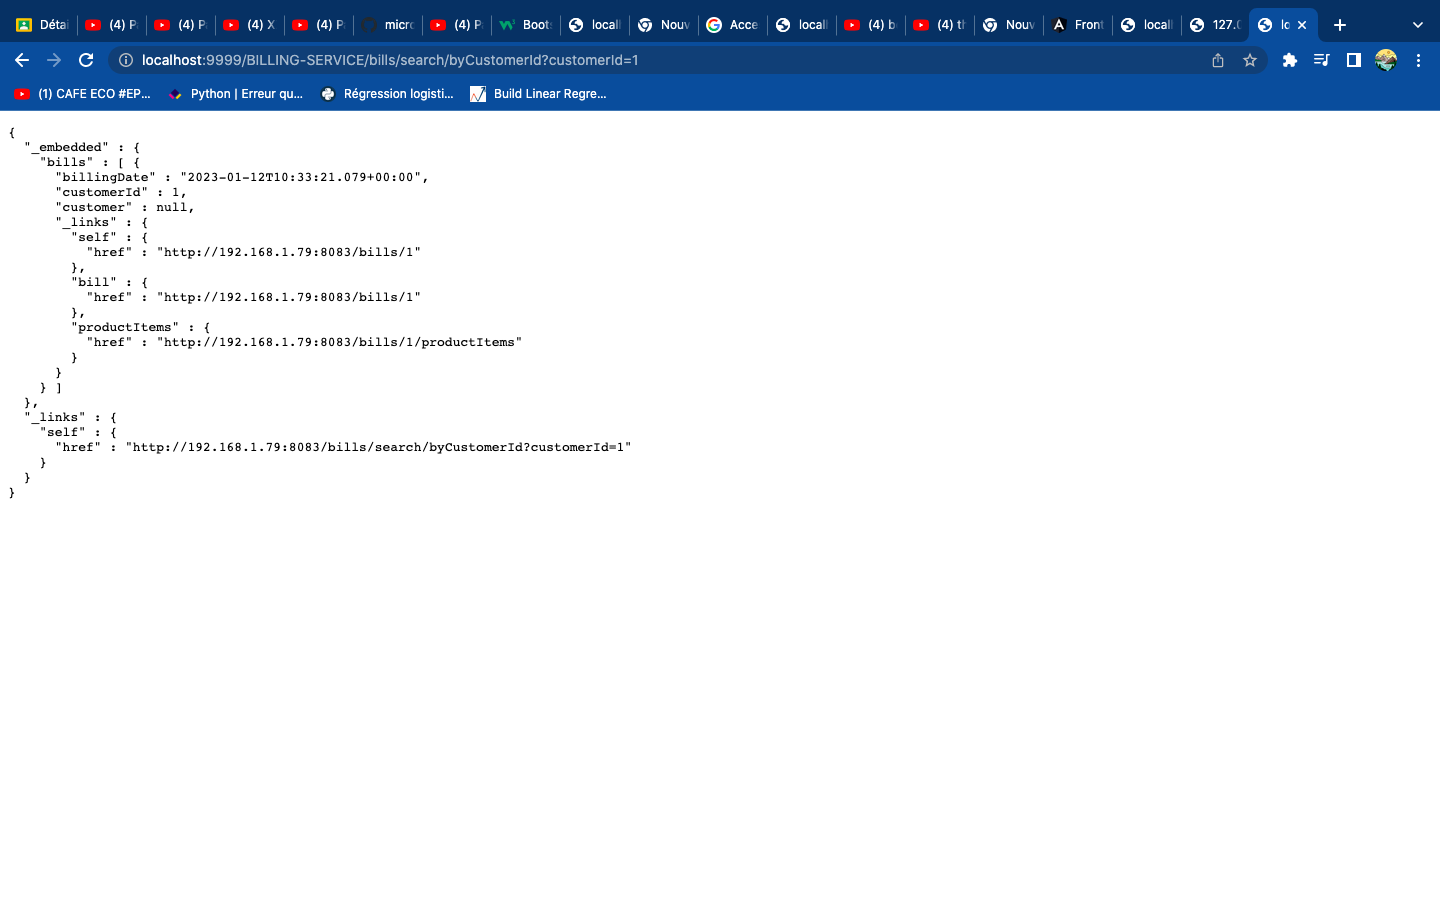 Détai
(4) P
(4) P
(4) X
(4) P
micro
(4) P
Boots
locall
Nouv
Acce
locall
(4) b
(4) th
Nouv
Front
locall
127.0
lo
localhost:9999/BILLING-SERVICE/bills/search/byCustomerId?customerId=1
(1) CAFE ECO #EP...
Python | Erreur qu...
Régression logisti...
Build Linear Regre...
{
"_embedded" : {
"bills" : [ {
"billingDate" : "2023-01-12T10:33:21.079+00:00",
"customerId" : 1,
"customer" : null,
"_links" : {
"self" : {
"href" : "http://192.168.1.79:8083/bills/1"
},
"bill" : {
"href" : "http://192.168.1.79:8083/bills/1"
},
"productItems" : {
"href" : "http://192.168.1.79:8083/bills/1/productItems"
}
}
} ]
},
"_links" : {
"self" : {
"href" : "http://192.168.1.79:8083/bills/search/byCustomerId?customerId=1"
}
}
}